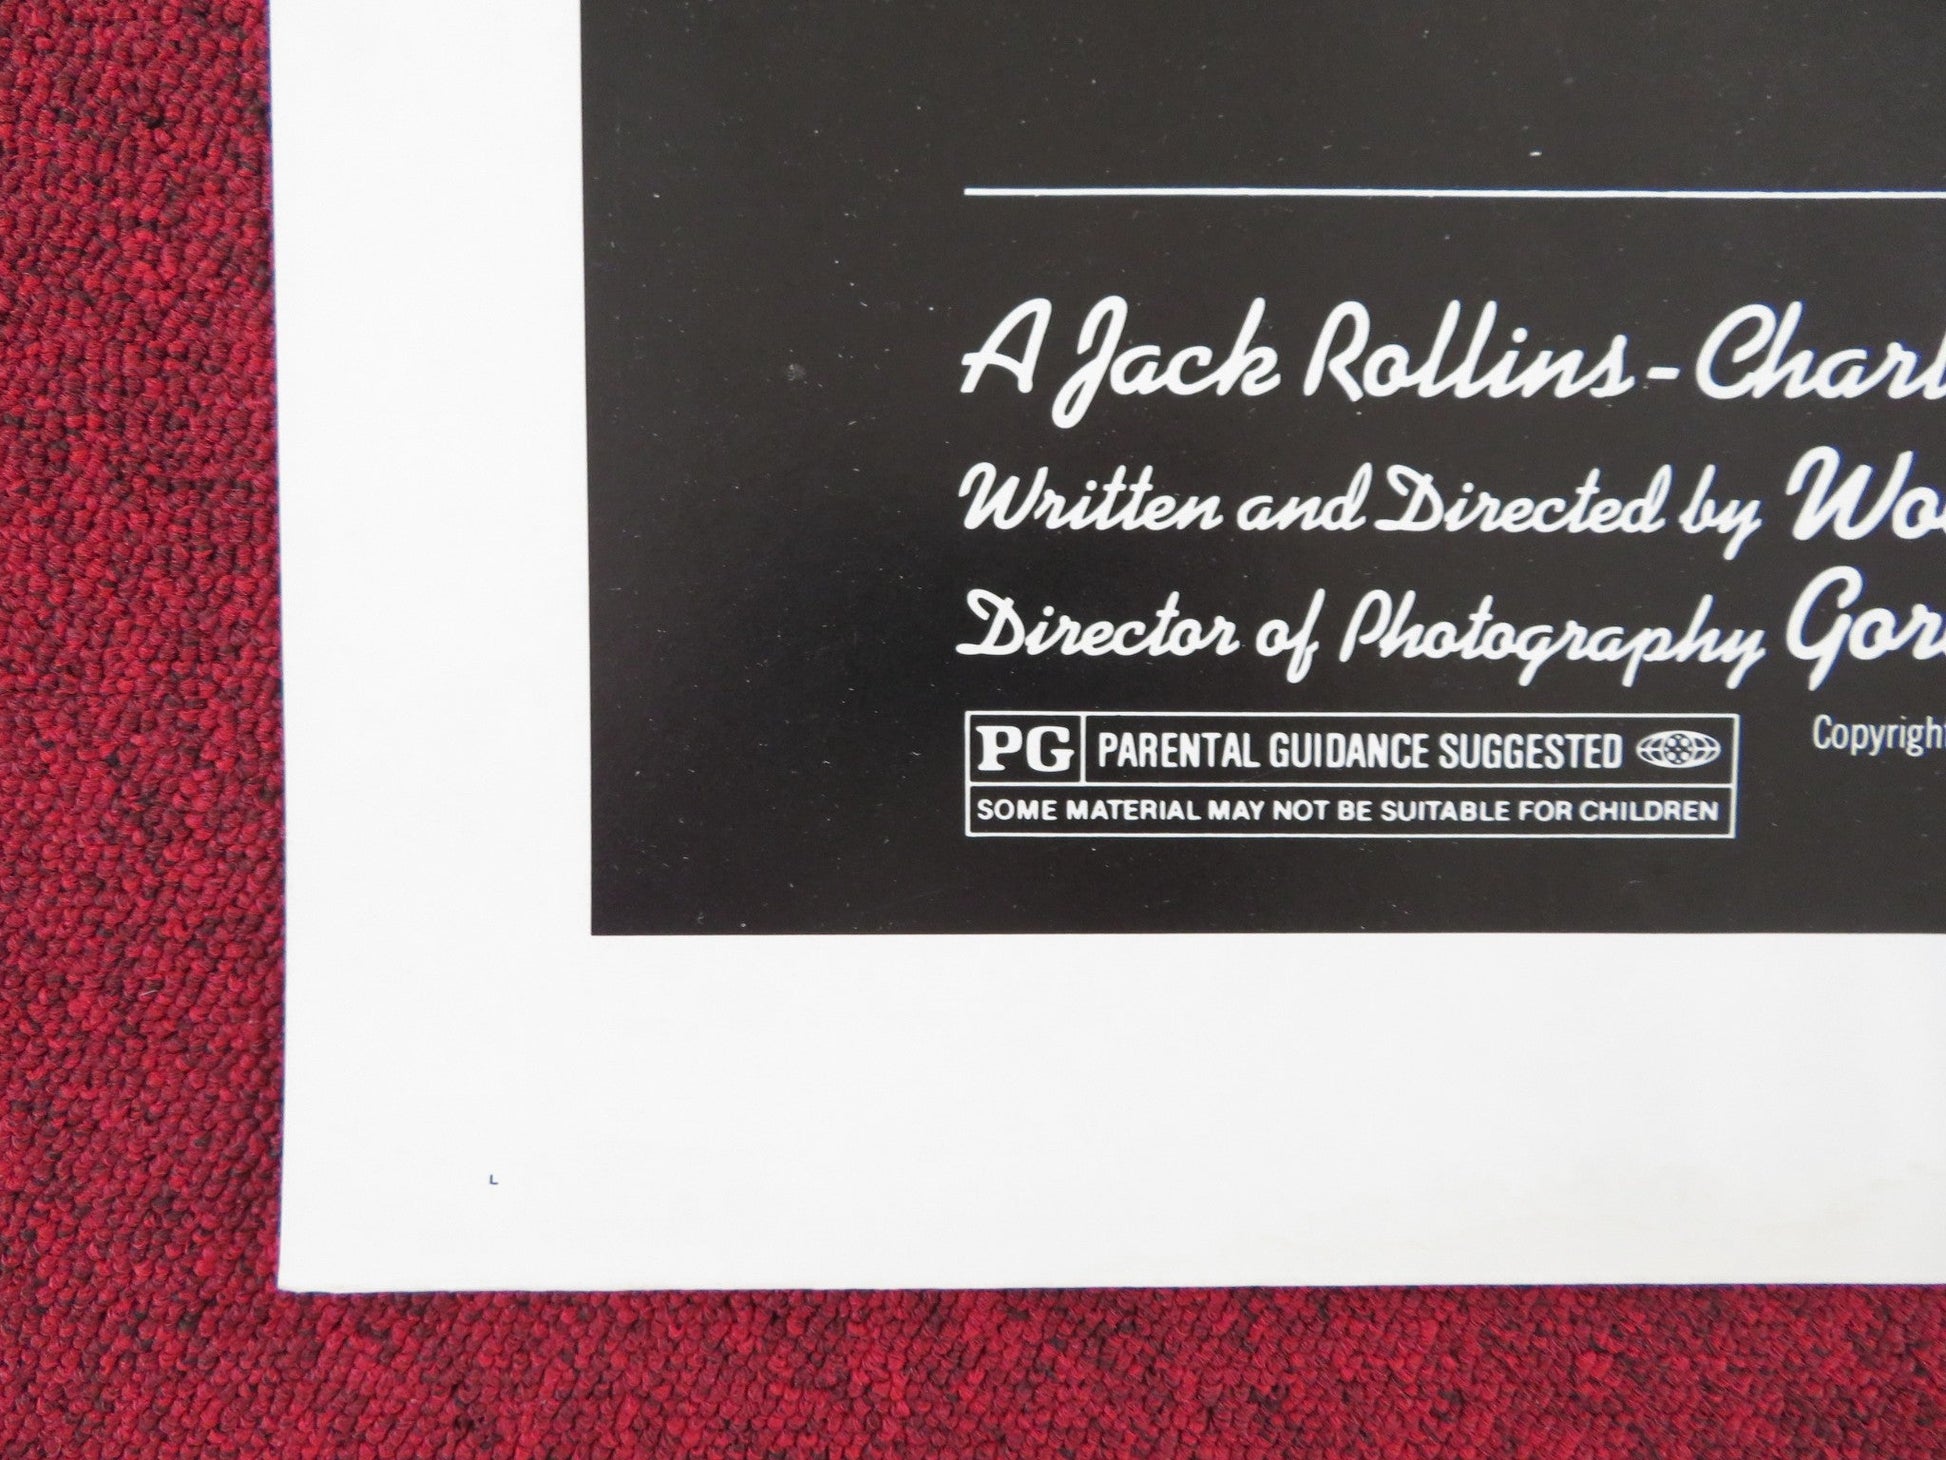 A Jack Rollins - Charl
Written and Directed by Woo
Director of Photography Gor
PG PARENTAL GUIDANCE SUGGESTED
SOME MATERIAL MAY NOT BE SUITABLE FOR CHILDREN
Copyright
L